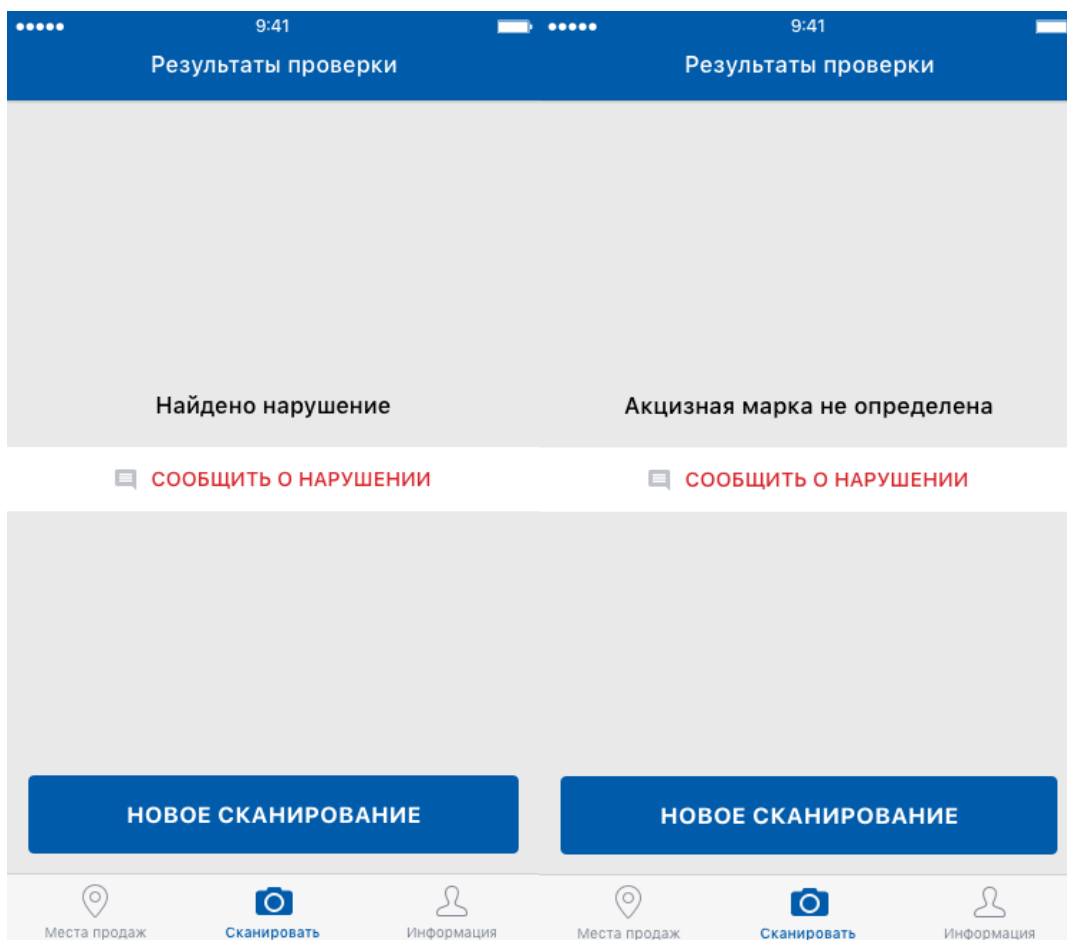 9:41
Результаты проверки
Найдено нарушение
СООБЩИТЬ О НАРУШЕНИИ
НОВОЕ СКАНИРОВАНИЕ
Места продаж
Сканировать
Информация
9:41
Результаты проверки
Акцизная марка не определена
СООБЩИТЬ О НАРУШЕНИИ
НОВОЕ СКАНИРОВАНИЕ
Места продаж
Сканировать
Информация